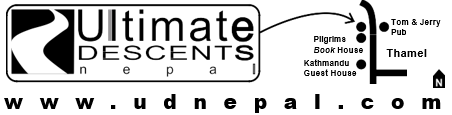 Ultimate
DESCENTS
nepal
Tom & Jerry
Pub
Pilgrims
Book House
Thamel
Kathmandu
Guest House
N
www.udnepal.com